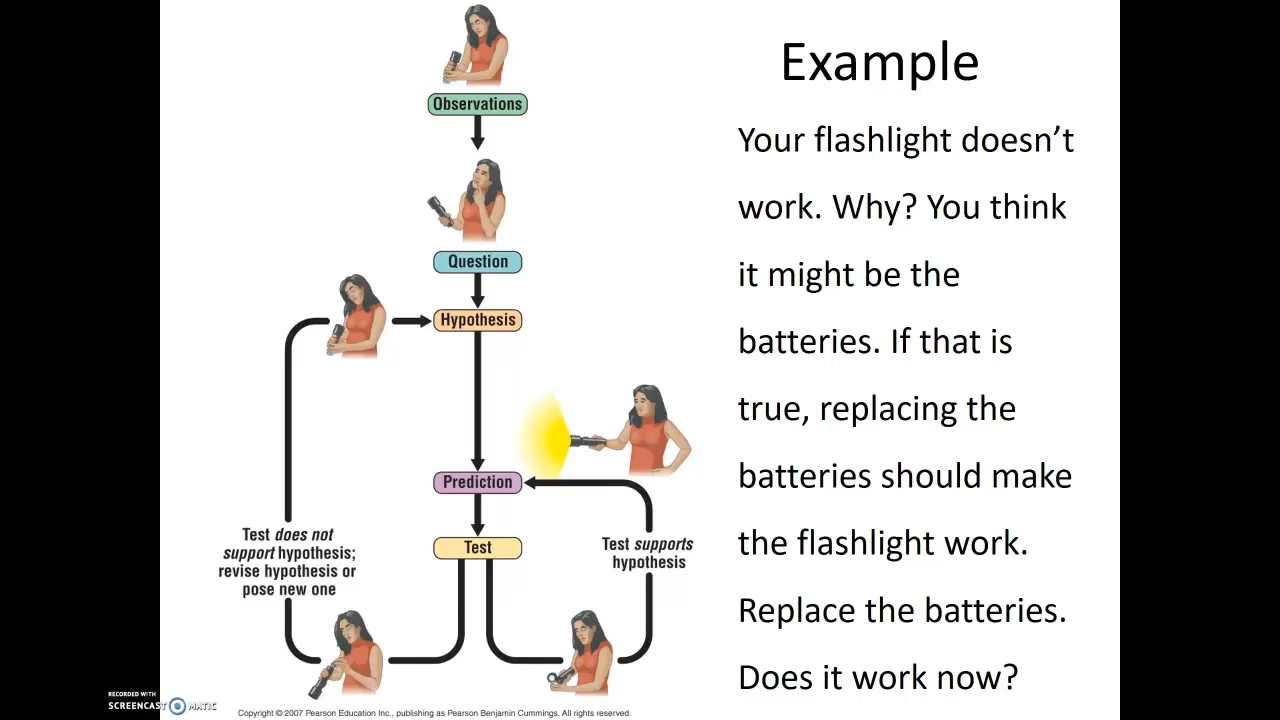 Example
Observations
Question
Hypothesis
Prediction
Test
Test does not
support hypothesis;
revise hypothesis or
pose new one
Test supports
hypothesis
Your flashlight doesn’t
work. Why? You think
it might be the
batteries. If that is
true, replacing the
batteries should make
the flashlight work.
Replace the batteries.
Does it work now?
RECORDED WITH
SCREENCAST MATIC
Copyright © 2007 Pearson Education Inc., publishing as Pearson Benjamin Cummings. All rights reserved.